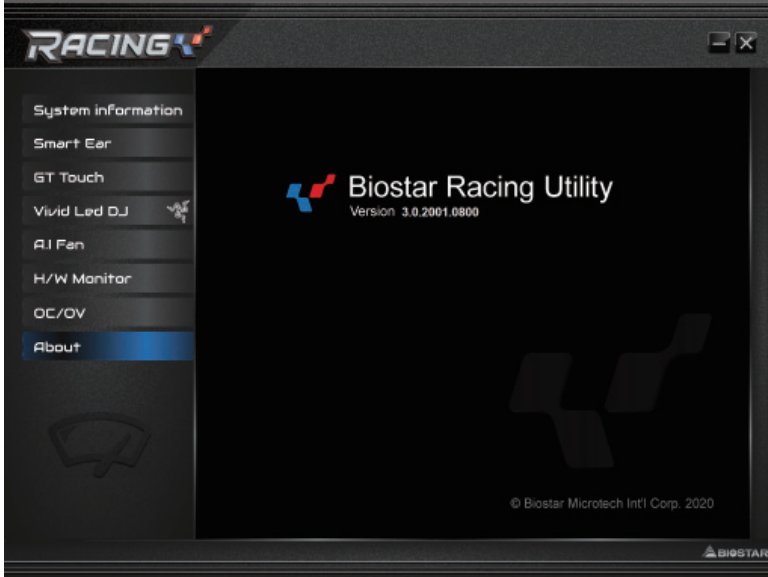 RACING
System information
Smart Ear
GT Touch
Vivid Led DJ
A.I Fan
H/W Monitor
OC/OV
About
Biostar Racing Utility
Version 3.0.2001.0800
© Biostar Microtech Int'l Corp. 2020
BIOSTAR